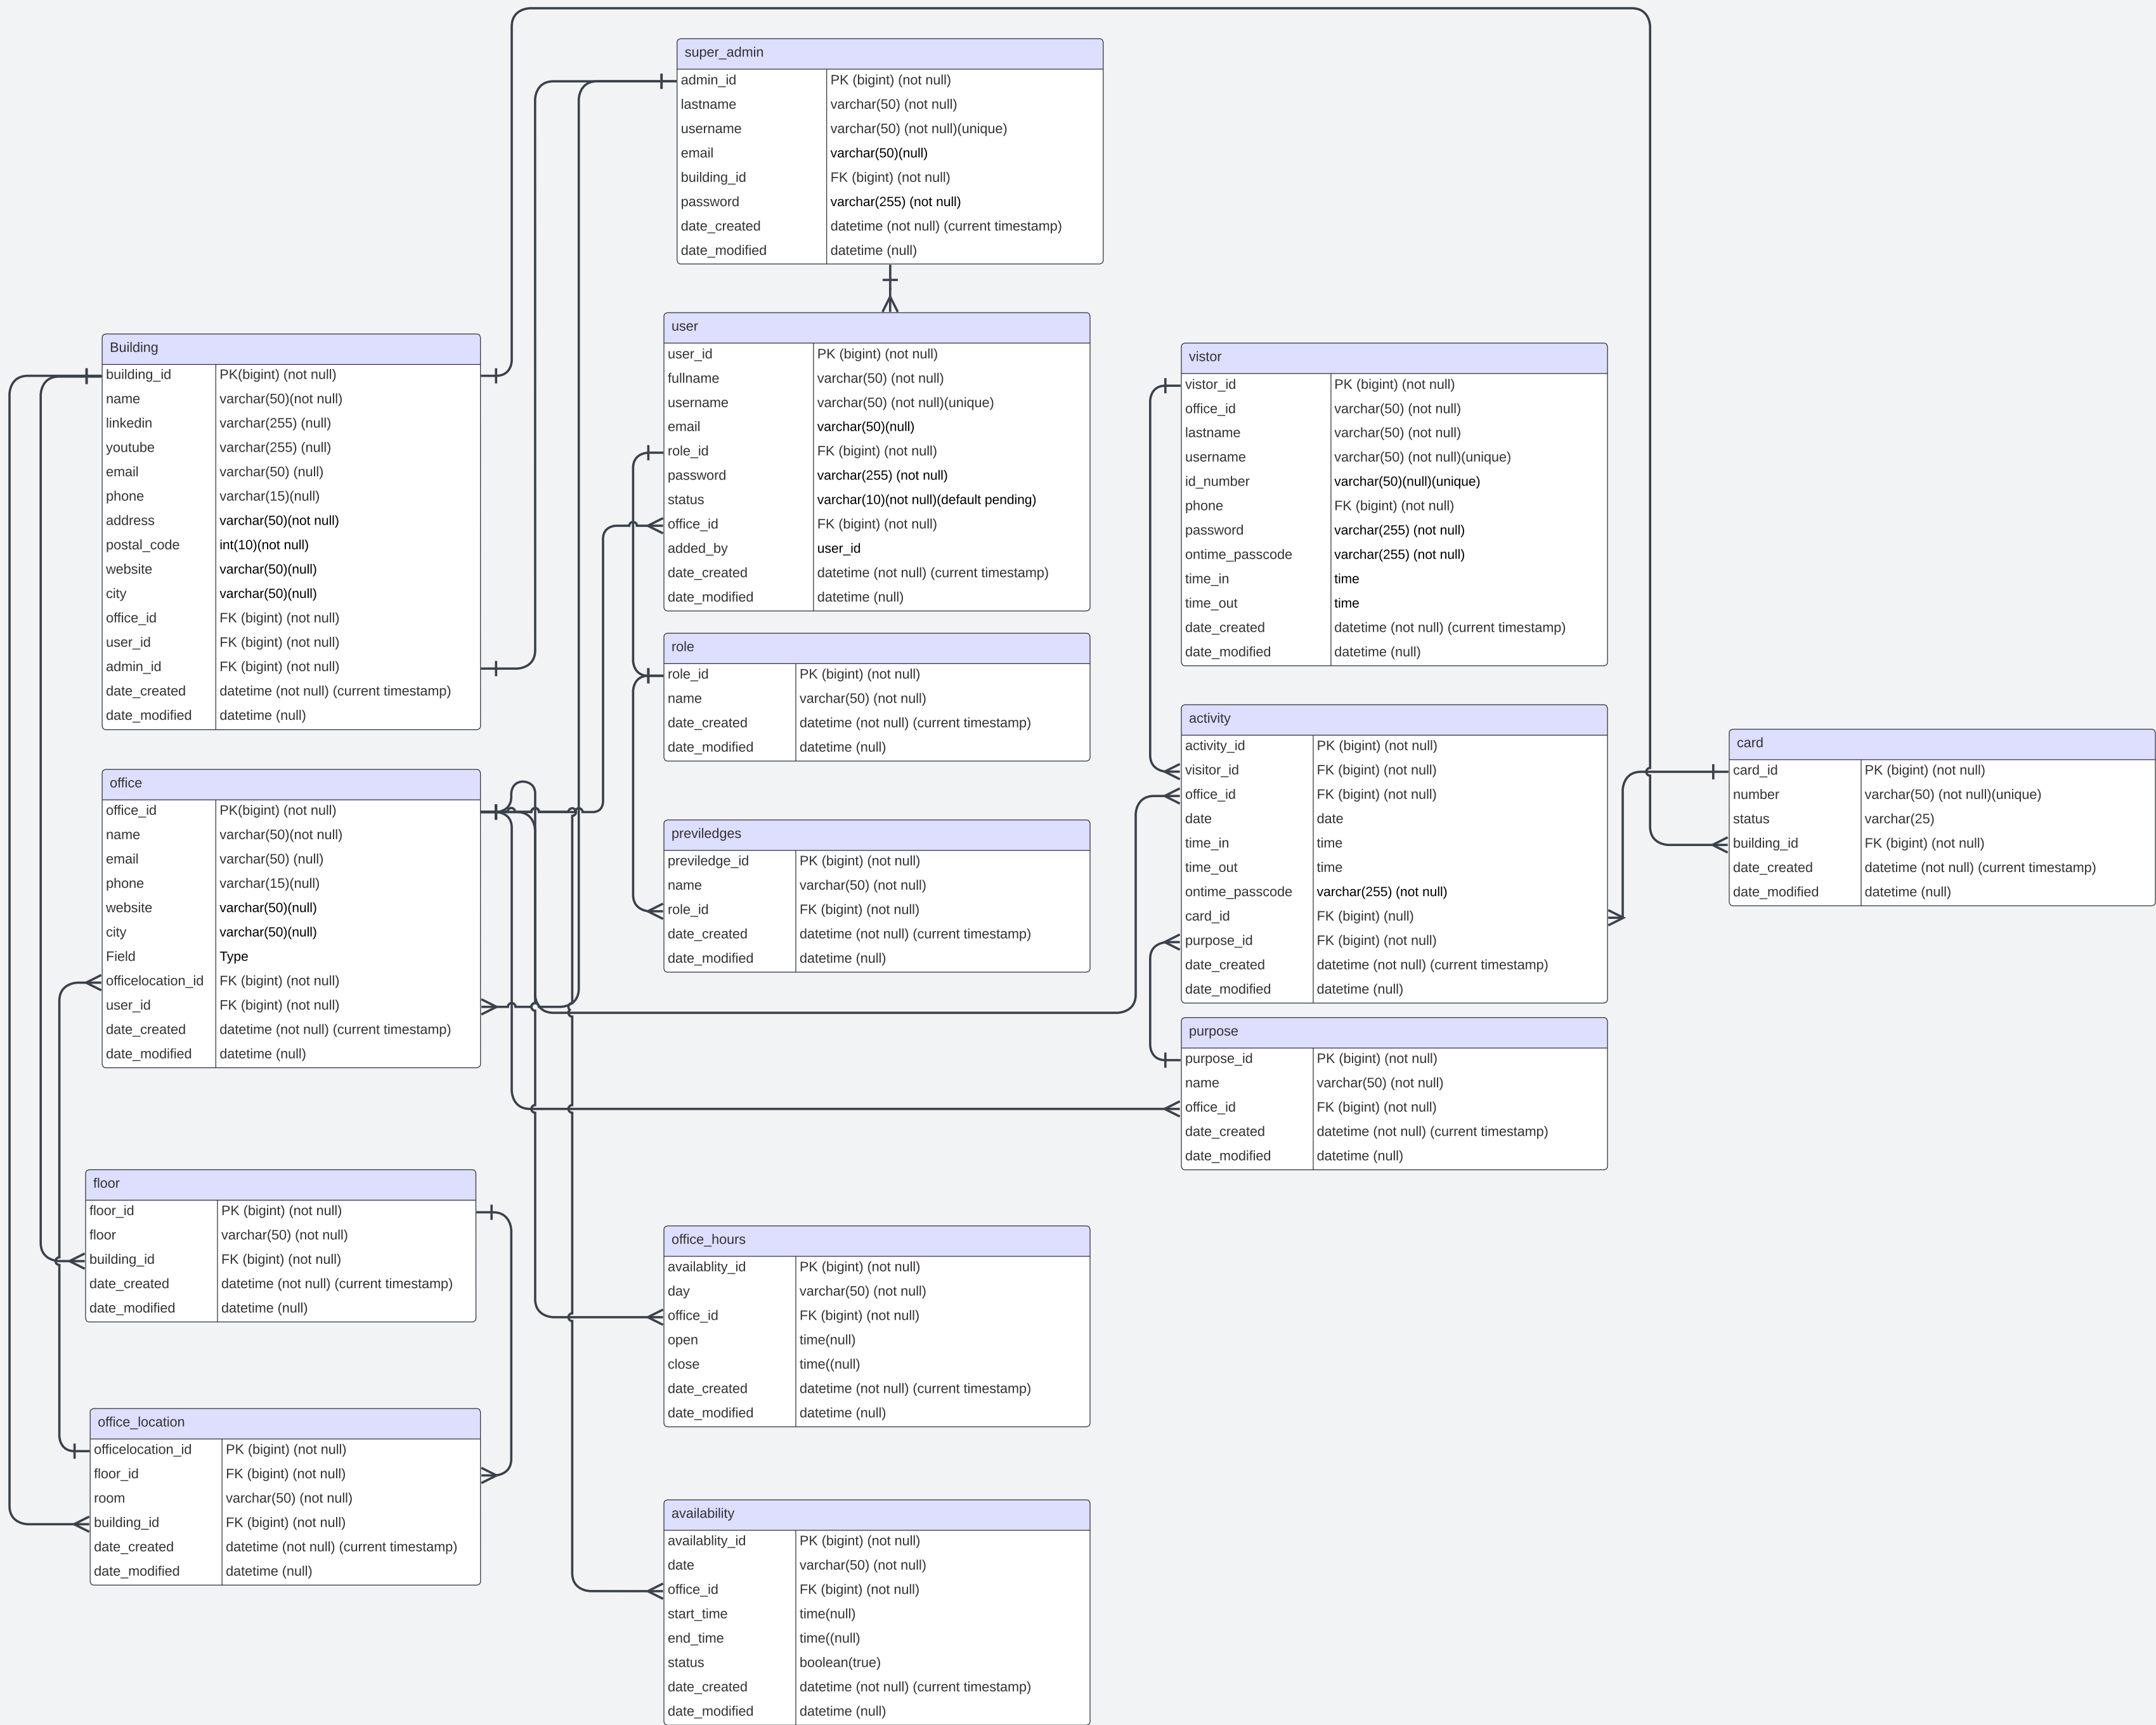 super_admin
admin_id PK (bigint) (not null)
lastname varchar(50) (not null)
username varchar(50) (not null)(unique)
email varchar(50)(null)
building_id FK (bigint) (not null)
password varchar(255) (not null)
date_created datetime (not null) (current timestamp)
date_modified datetime (null)
Building
building_id PK(bigint) (not null)
name varchar(50)(not null)
linkedin varchar(255) (null)
youtube varchar(255) (null)
email varchar(50) (null)
phone varchar(15)(null)
address varchar(50)(not null)
postal_code int(10)(not null)
website varchar(50)(null)
city varchar(50)(null)
office_id FK (bigint) (not null)
user_id FK (bigint) (not null)
admin_id FK (bigint) (not null)
date_created datetime (not null) (current timestamp)
date_modified datetime (null)
user
user_id PK (bigint) (not null)
fullname varchar(50) (not null)
username varchar(50) (not null)(unique)
email varchar(50)(null)
role_id FK (bigint) (not null)
password varchar(255) (not null)
status varchar(10)(not null)(default pending)
office_id FK (bigint) (not null)
added_by user_id
date_created datetime (not null) (current timestamp)
date_modified datetime (null)
vistor
vistor_id PK (bigint) (not null)
office_id varchar(50) (not null)
lastname varchar(50) (not null)
username varchar(50) (not null)(unique)
id_number varchar(50)(null)(unique)
phone FK (bigint) (not null)
password varchar(255) (not null)
ontime_passcode varchar(255) (not null)
time_in time
time_out time
date_created datetime (not null) (current timestamp)
date_modified datetime (null)
role
role_id PK (bigint) (not null)
name varchar(50) (not null)
date_created datetime (not null) (current timestamp)
date_modified datetime (null)
activity
activity_id PK (bigint) (not null)
visitor_id FK (bigint) (not null)
office_id FK (bigint) (not null)
date date
time_in time
time_out time
ontime_passcode varchar(255) (not null)
card_id FK (bigint) (null)
purpose_id FK (bigint) (not null)
date_created datetime (not null) (current timestamp)
date_modified datetime (null)
card
card_id PK (bigint) (not null)
number varchar(50) (not null)(unique)
status varchar(25)
building_id FK (bigint) (not null)
date_created datetime (not null) (current timestamp)
date_modified datetime (null)
office
office_id PK(bigint) (not null)
name varchar(50)(not null)
email varchar(50) (null)
phone varchar(15)(null)
website varchar(50)(null)
city varchar(50)(null)
Field Type
officelocation_id FK (bigint) (not null)
user_id FK (bigint) (not null)
date_created datetime (not null) (current timestamp)
date_modified datetime (null)
previledges
previledge_id PK (bigint) (not null)
name varchar(50) (not null)
role_id FK (bigint) (not null)
date_created datetime (not null) (current timestamp)
date_modified datetime (null)
purpose
purpose_id PK (bigint) (not null)
name varchar(50) (not null)
office_id FK (bigint) (not null)
date_created datetime (not null) (current timestamp)
date_modified datetime (null)
floor
floor_id PK (bigint) (not null)
floor varchar(50) (not null)
building_id FK (bigint) (not null)
date_created datetime (not null) (current timestamp)
date_modified datetime (null)
office_hours
availablity_id PK (bigint) (not null)
day varchar(50) (not null)
office_id FK (bigint) (not null)
open time(null)
close time((null)
date_created datetime (not null) (current timestamp)
date_modified datetime (null)
office_location
officelocation_id PK (bigint) (not null)
floor_id FK (bigint) (not null)
room varchar(50) (not null)
building_id FK (bigint) (not null)
date_created datetime (not null) (current timestamp)
date_modified datetime (null)
availability
availablity_id PK (bigint) (not null)
date varchar(50) (not null)
office_id FK (bigint) (not null)
start_time time(null)
end_time time((null)
status boolean(true)
date_created datetime (not null) (current timestamp)
date_modified datetime (null)